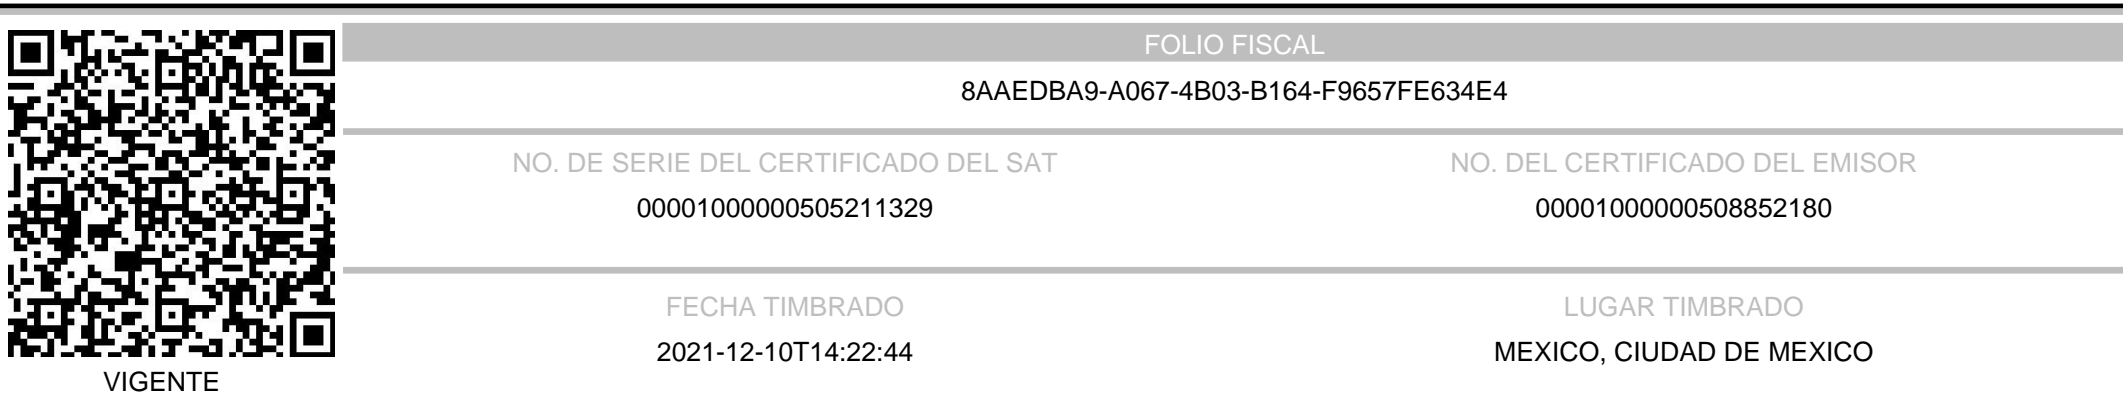 FOLIO FISCAL
8AAEDBA9-A067-4B03-B164-F9657FE634E4
NO. DE SERIE DEL CERTIFICADO DEL SAT
00001000000505211329
NO. DEL CERTIFICADO DEL EMISOR
00001000000508852180
FECHA TIMBRADO
2021-12-10T14:22:44
LUGAR TIMBRADO
MEXICO, CIUDAD DE MEXICO
VIGENTE